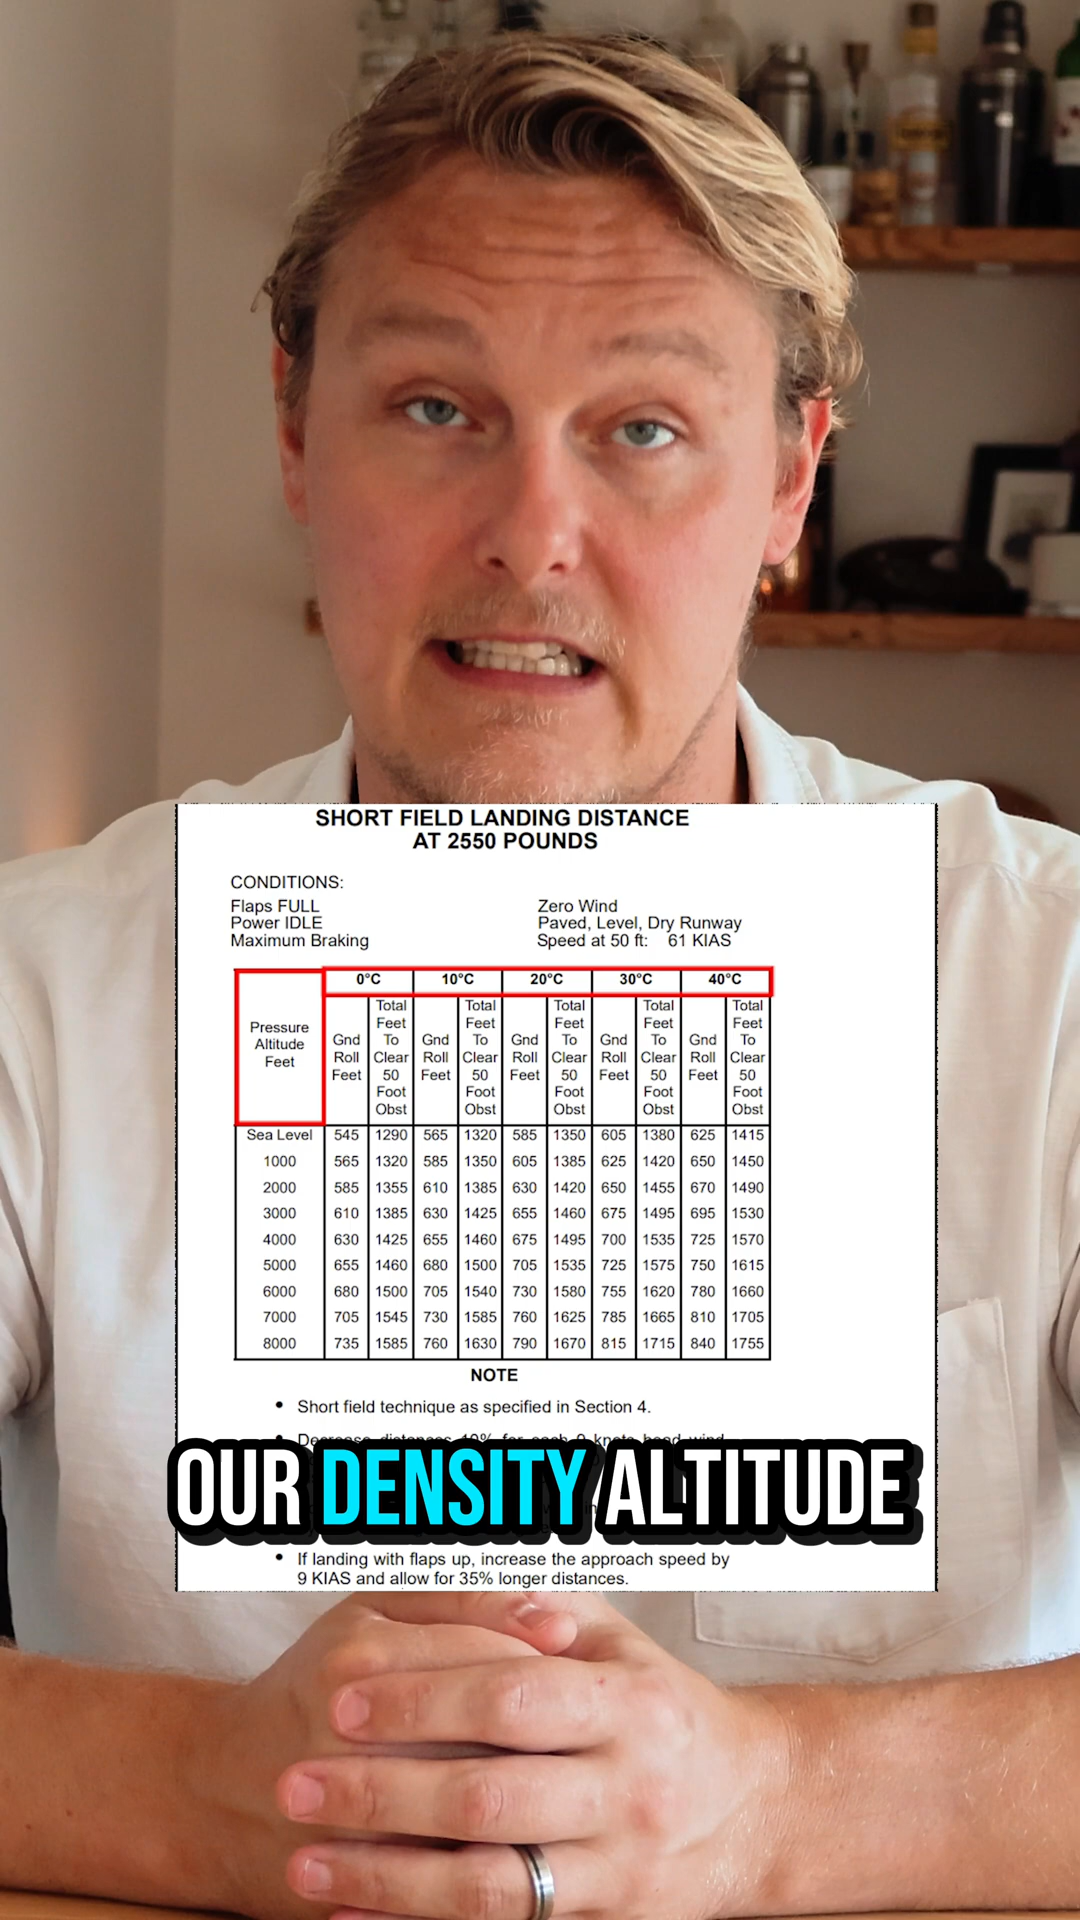 SHORT FIELD LANDING DISTANCE
AT 2550 POUNDS
CONDITIONS:
Flaps FULL
Power IDLE
Maximum Braking
Zero Wind
Paved, Level, Dry Runway
Speed at 50 ft: 61 KIAS
0°C 10°C 20°C 30°C 40°C
Pressure
Altitude
Feet
Gnd
Roll
Feet
Total
Feet
To
Clear
50
Foot
Obst
Gnd
Roll
Feet
Total
Feet
To
Clear
50
Foot
Obst
Gnd
Roll
Feet
Total
Feet
To
Clear
50
Foot
Obst
Gnd
Roll
Feet
Total
Feet
To
Clear
50
Foot
Obst
Gnd
Roll
Feet
Total
Feet
To
Clear
50
Foot
Obst
Sea Level 545 1290 565 1320 585 1350 605 1380 625 1415
1000 565 1320 585 1350 605 1385 625 1420 650 1450
2000 585 1355 610 1385 630 1420 650 1455 670 1490
3000 610 1385 630 1425 655 1460 675 1495 695 1530
4000 630 1425 655 1460 675 1495 700 1535 725 1570
5000 655 1460 680 1500 705 1535 725 1575 750 1615
6000 680 1500 705 1540 730 1580 755 1620 780 1660
7000 705 1545 730 1585 760 1625 785 1665 810 1705
8000 735 1585 760 1630 790 1670 815 1715 840 1755
NOTE
• Short field technique as specified in Section 4.
• Decrease distances 10% for each 9 knots head wind
OUR DENSITY ALTITUDE
• If landing with flaps up, increase the approach speed by
9 KIAS and allow for 35% longer distances.